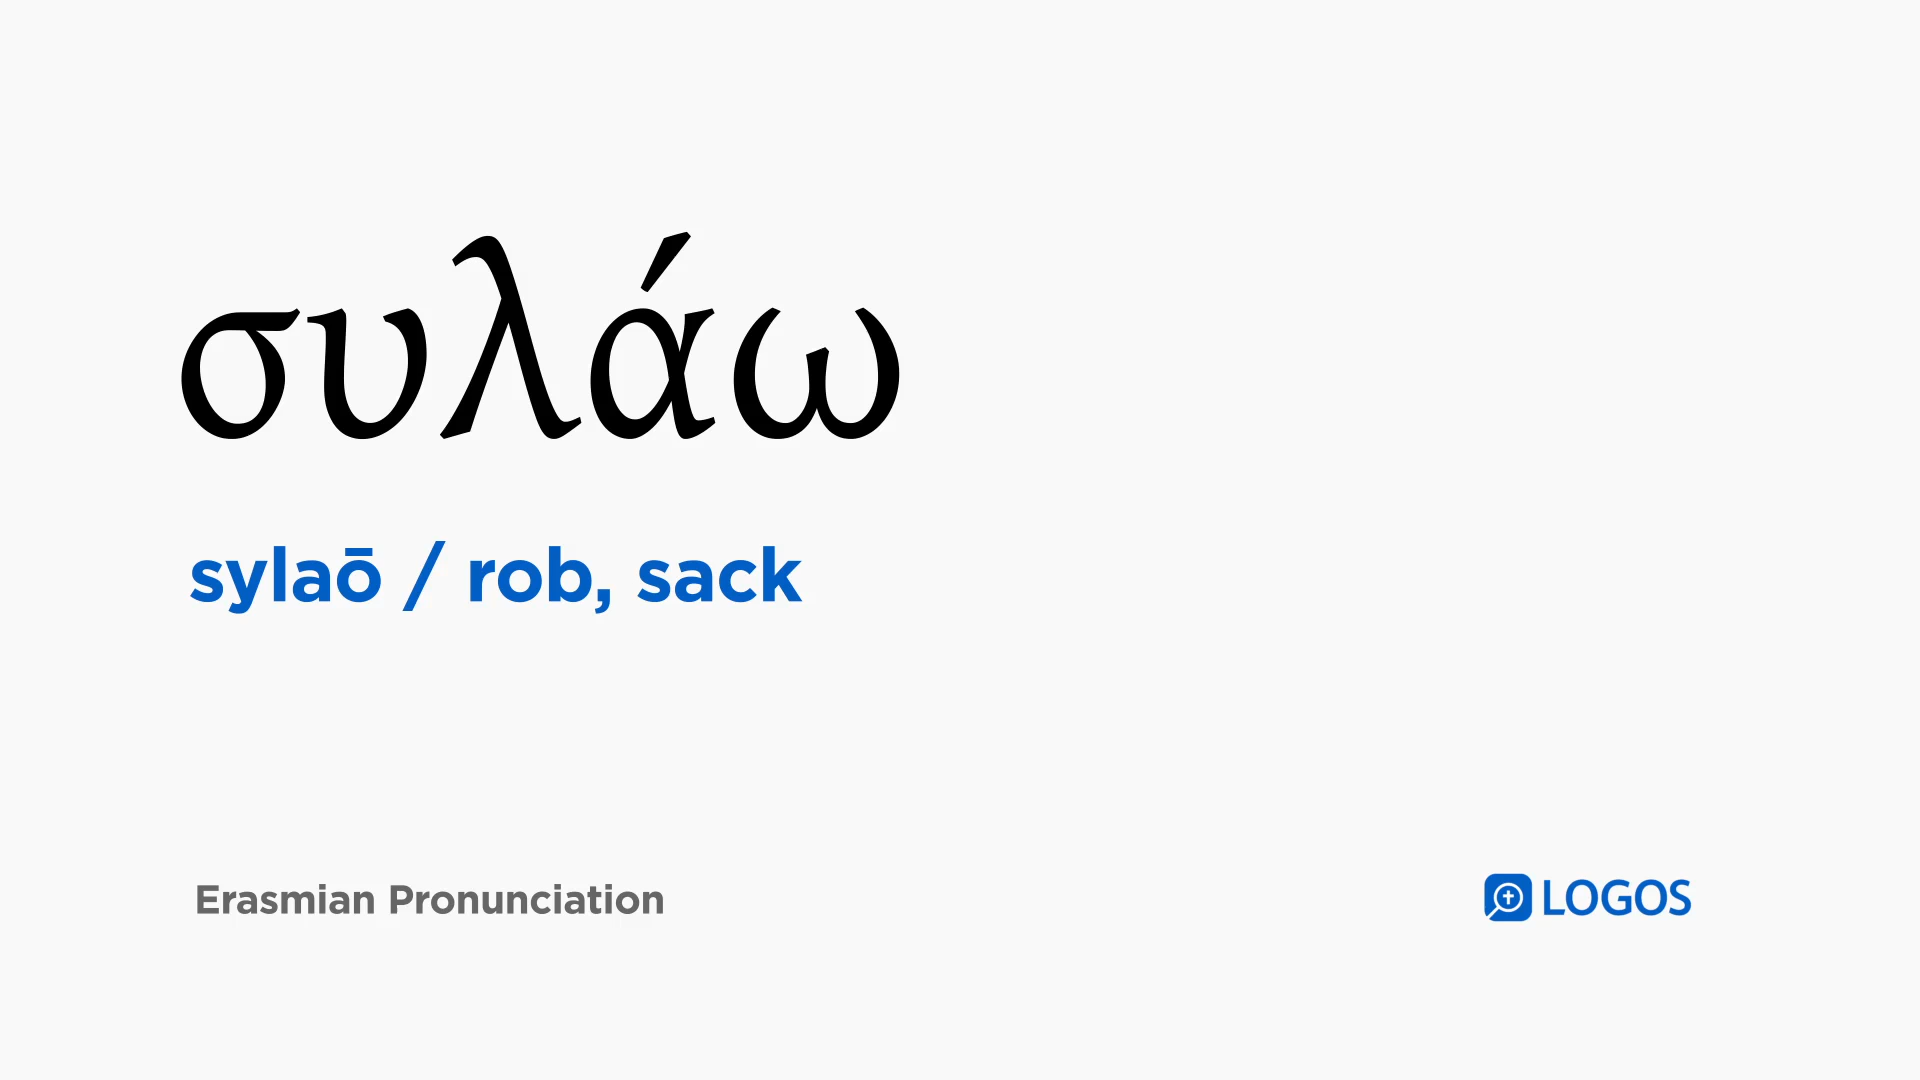 συλάω
sylaō / rob, sack
Erasmian Pronunciation
LOGOS